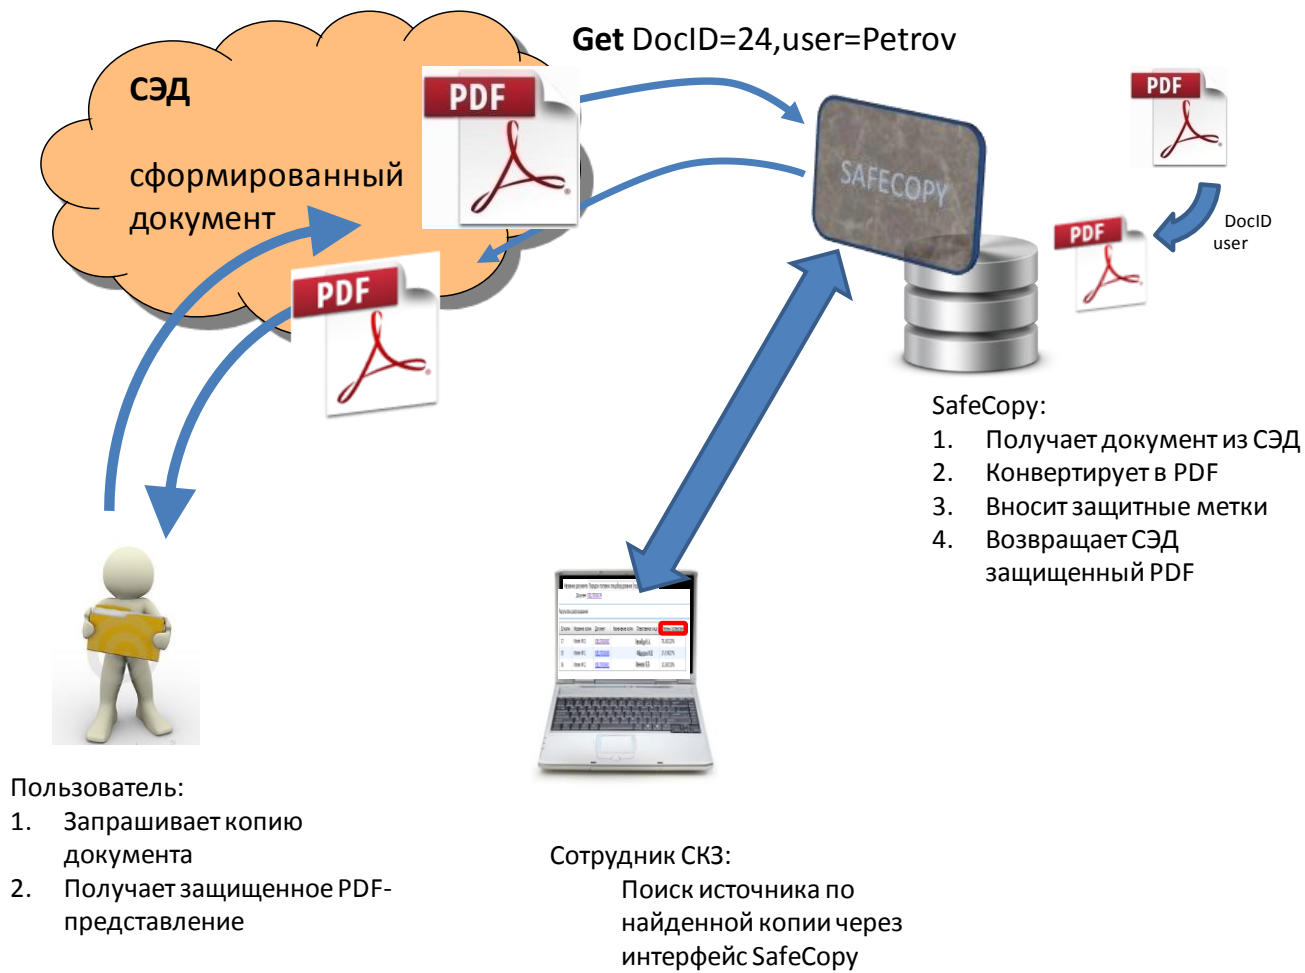 Get DocID=24,user=Petrov
СЭД
сформированный
документ
PDF
PDF
SAFECOPY
PDF
PDF
DocID
user
SafeCopy:
1. Получает документ из СЭД
2. Конвертирует в PDF
3. Вносит защитные метки
4. Возвращает СЭД
защищенный PDF
Пользователь:
1. Запрашивает копию
документа
2. Получает защищенное PDF-
представление
Сотрудник СКЗ:
Поиск источника по
найденной копии через
интерфейс SafeCopy